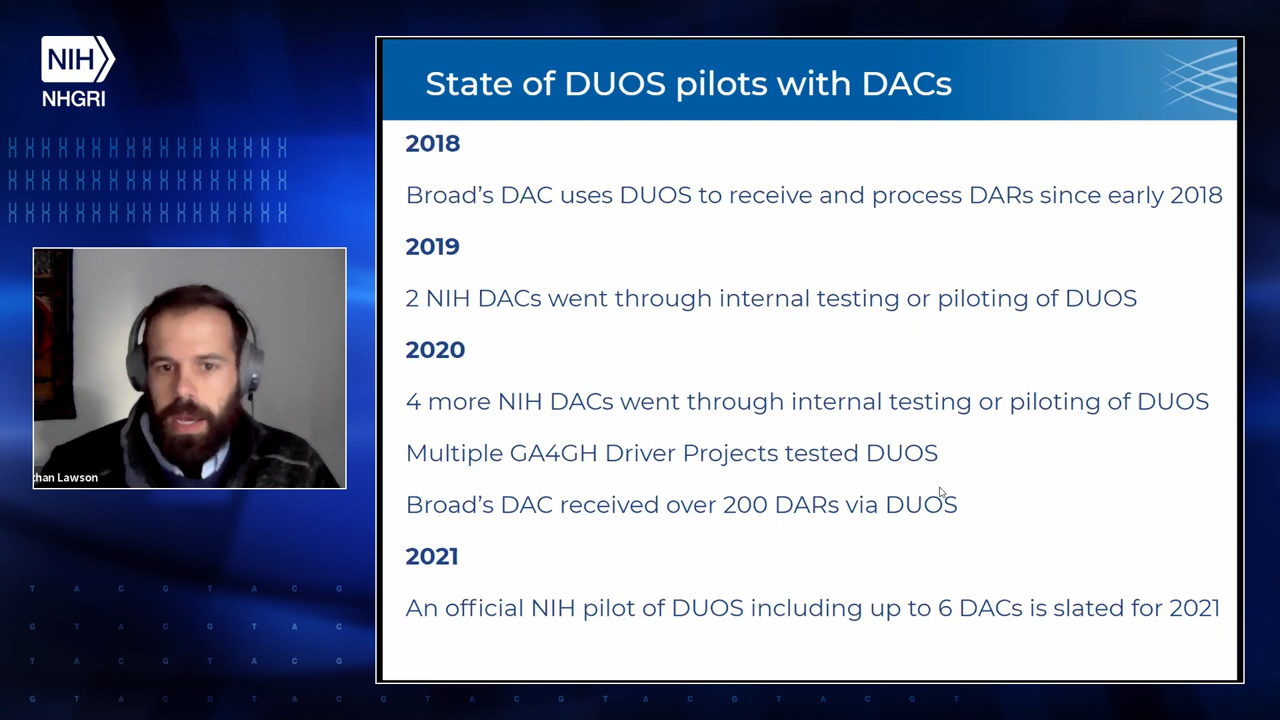 NIH
NHGRI
State of DUOS pilots with DACs
2018
Broad's DAC uses DUOS to receive and process DARs since early 2018
2019
2 NIH DACs went through internal testing or piloting of DUOS
2020
4 more NIH DACs went through internal testing or piloting of DUOS
Multiple GA4GH Driver Projects tested DUOS
Broad's DAC received over 200 DARs via DUOS
2021
An official NIH pilot of DUOS including up to 6 DACs is slated for 2021
than Lawson
T A C G T A C G
G T A C G T A C
T A C G T A C G
G T A C G T A C G T A C G T A C G T A C G T